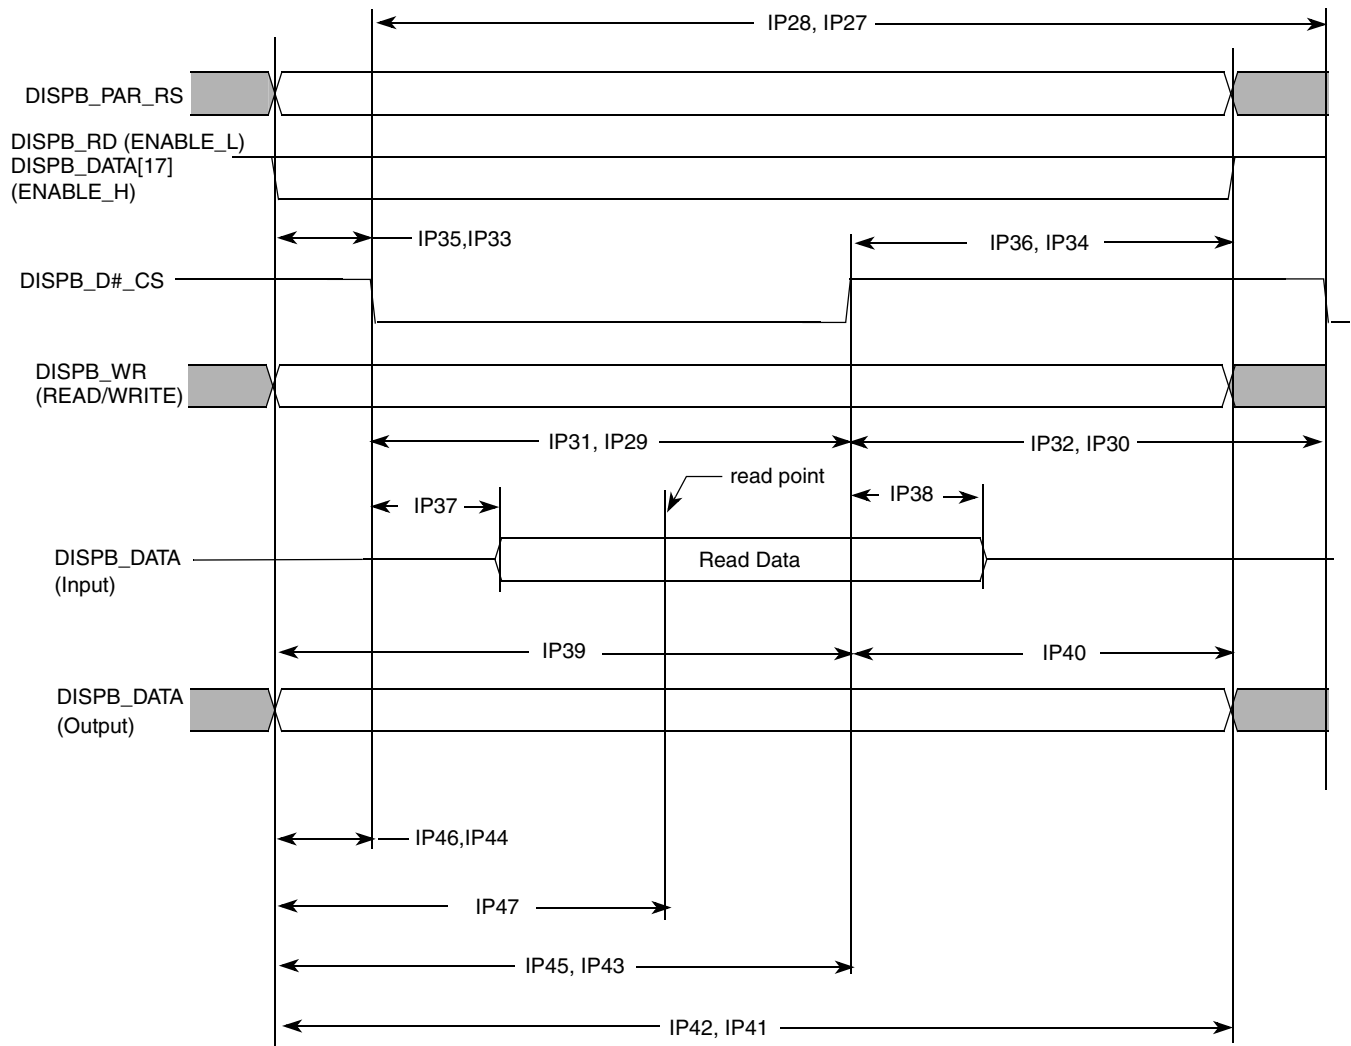 IP28, IP27
DISPB_PAR_RS
DISPB_RD (ENABLE_L)
DISPB_DATA[17]
(ENABLE_H)
IP35,IP33
IP36, IP34
DISPB_D#_CS
DISPB_WR
(READ/WRITE)
IP31, IP29
IP32, IP30
read point
IP37
IP38
DISPB_DATA
(Input)
Read Data
IP39
IP40
DISPB_DATA
(Output)
IP46,IP44
IP47
IP45, IP43
IP42, IP41